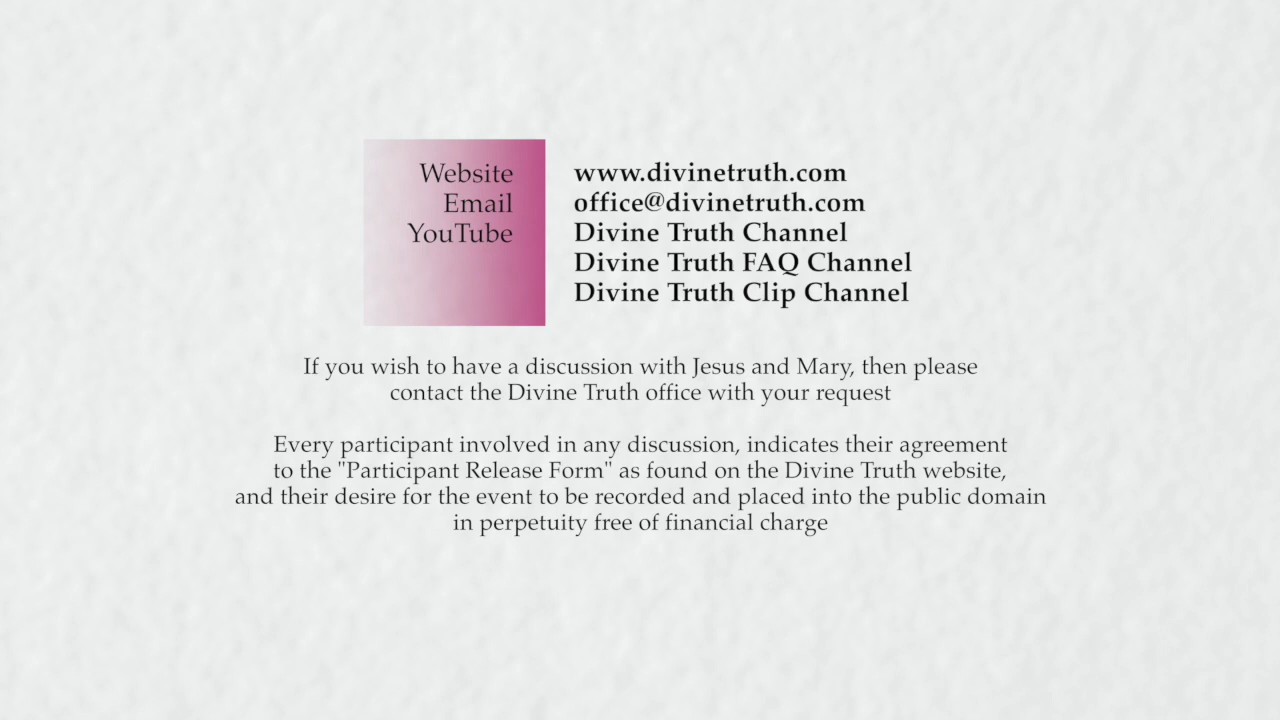 Website www.divinetruth.com
Email office@divinetruth.com
YouTube Divine Truth Channel
Divine Truth FAQ Channel
Divine Truth Clip Channel
If you wish to have a discussion with Jesus and Mary, then please
contact the Divine Truth office with your request
Every participant involved in any discussion, indicates their agreement
to the "Participant Release Form" as found on the Divine Truth website,
and their desire for the event to be recorded and placed into the public domain
in perpetuity free of financial charge